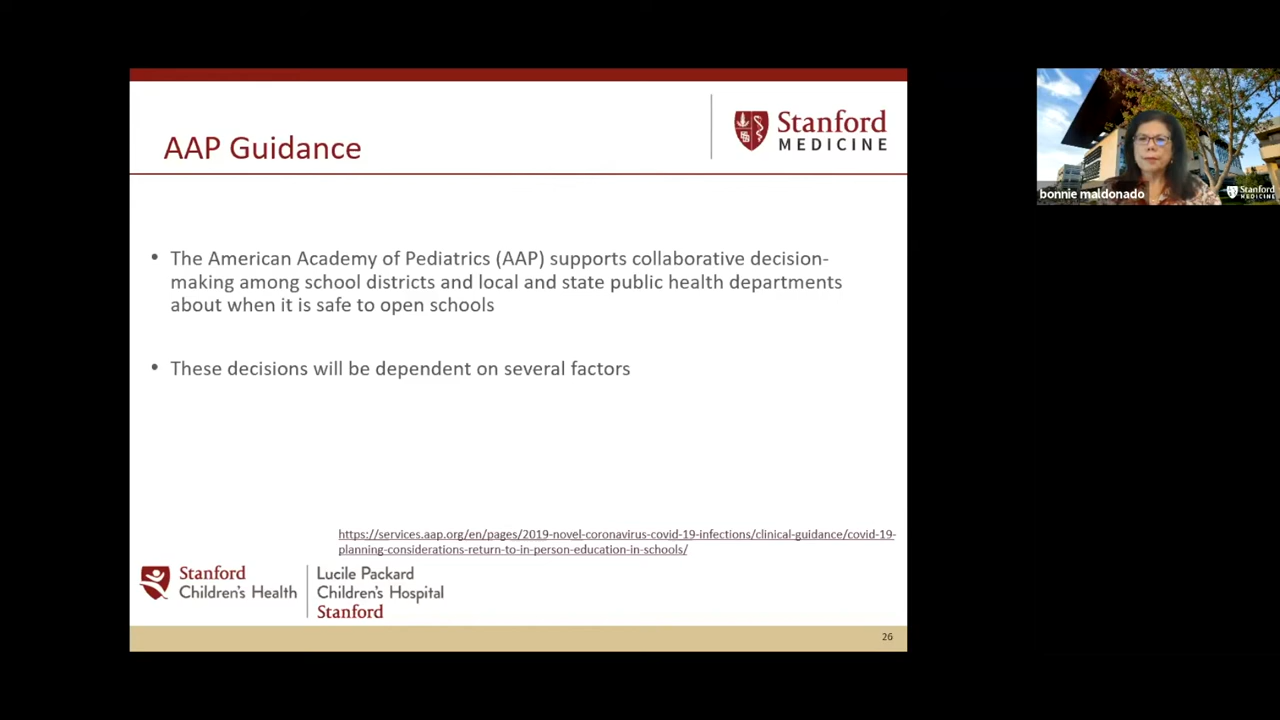 AAP Guidance
Stanford
MEDICINE
• The American Academy of Pediatrics (AAP) supports collaborative decision-
making among school districts and local and state public health departments
about when it is safe to open schools
• These decisions will be dependent on several factors
https://services.aap.org/en/pages/2019-novel-coronavirus-covid-19-infections/clinical-guidance/covid-19-
planning-considerations-return-to-in-person-education-in-schools/
Stanford
Children's Health
Lucile Packard
Children's Hospital
Stanford
26
bonnie maldonado
Stanford
MEDICINE